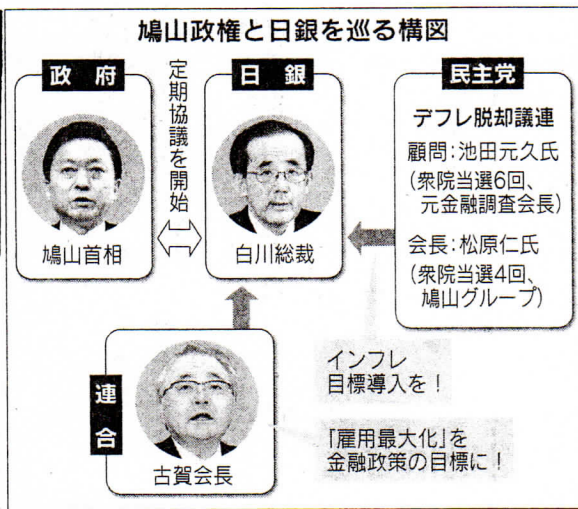 鳩山政権と日銀を巡る構図
政府
鳩山首相
定期協議を開始
日銀
白川総裁
民主党
デフレ脱却議連
顧問：池田元久氏
(衆院当選6回、
元金融調査会長)
会長：松原仁氏
(衆院当選4回、
鳩山グループ)
インフレ
目標導入を！
連合
古賀会長
「雇用最大化」を
金融政策の目標に！